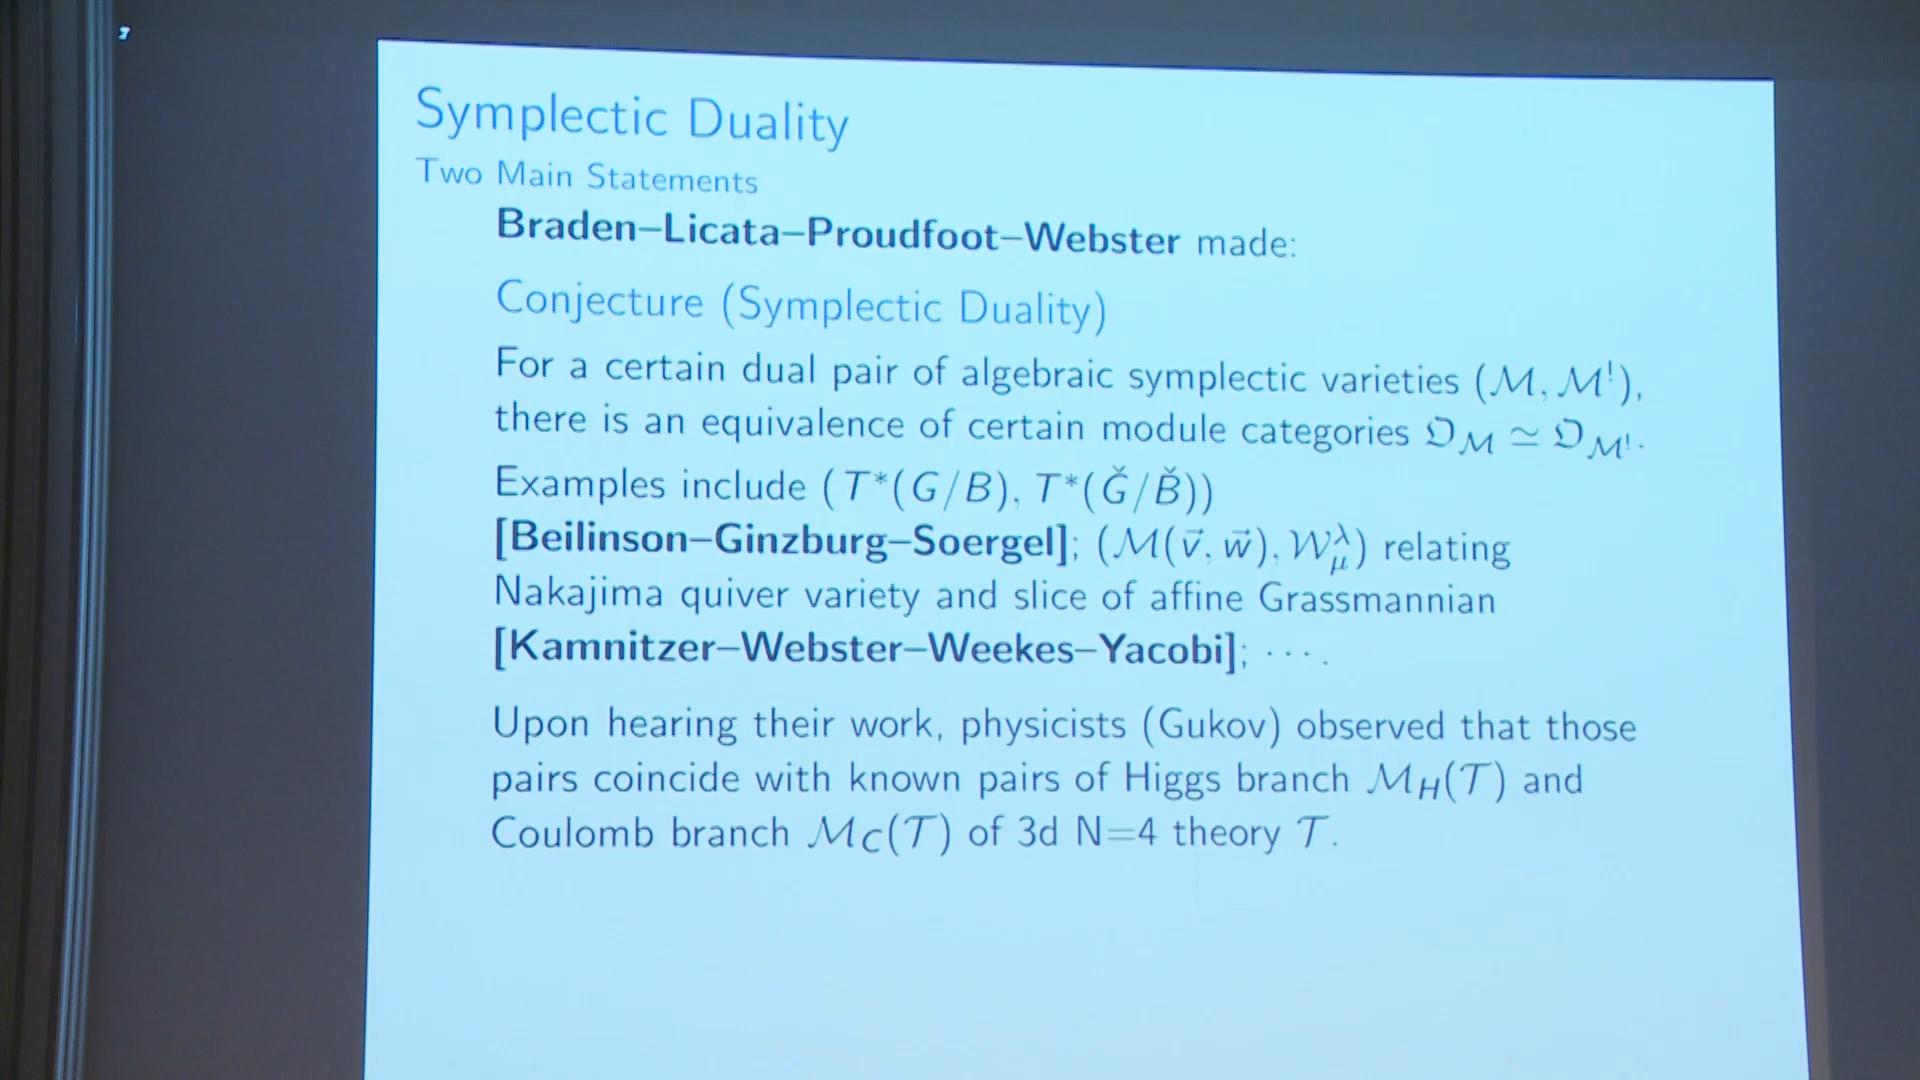 Symplectic Duality
Two Main Statements
Braden–Licata–Proudfoot–Webster made:
Conjecture (Symplectic Duality)
For a certain dual pair of algebraic symplectic varieties (ℳ, ℳ^!),
there is an equivalence of certain module categories 𝔇_ℳ ≃ 𝔇_ℳ^!.
Examples include (T*(G/B), T*(Ǧ/B̌))
[Beilinson–Ginzburg–Soergel]; (ℳ(v⃗, w⃗), 𝒲^λ_μ) relating
Nakajima quiver variety and slice of affine Grassmannian
[Kamnitzer–Webster–Weekes–Yacobi]; ⋯.
Upon hearing their work, physicists (Gukov) observed that those
pairs coincide with known pairs of Higgs branch ℳ_H(𝒯) and
Coulomb branch ℳ_C(𝒯) of 3d N=4 theory 𝒯.